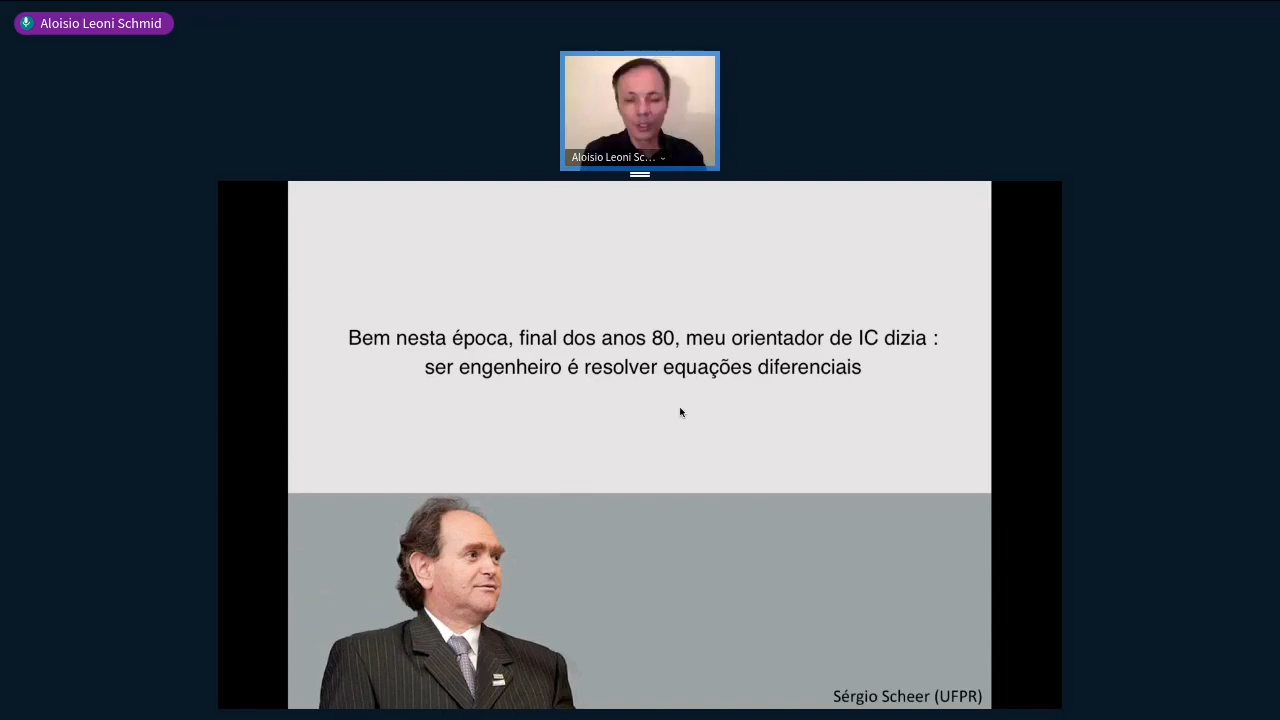 Aloisio Leoni Schmid
Aloisio Leoni Sc...
Bem nesta época, final dos anos 80, meu orientador de IC dizia :
ser engenheiro é resolver equações diferenciais
Sérgio Scheer (UFPR)